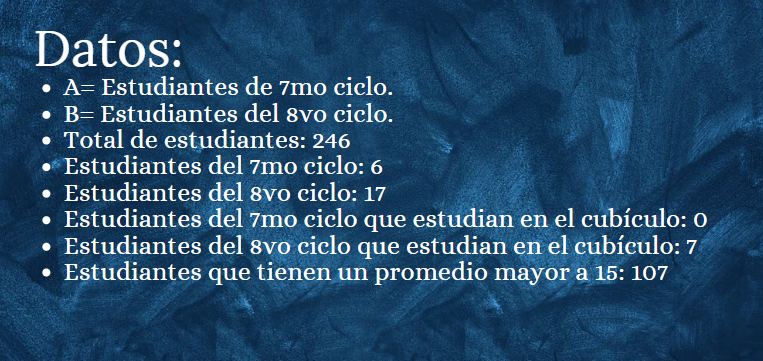 Datos:
• A= Estudiantes de 7mo ciclo.
• B= Estudiantes del 8vo ciclo.
• Total de estudiantes: 246
• Estudiantes del 7mo ciclo: 6
• Estudiantes del 8vo ciclo: 17
• Estudiantes del 7mo ciclo que estudian en el cubículo: 0
• Estudiantes del 8vo ciclo que estudian en el cubículo: 7
• Estudiantes que tienen un promedio mayor a 15: 107